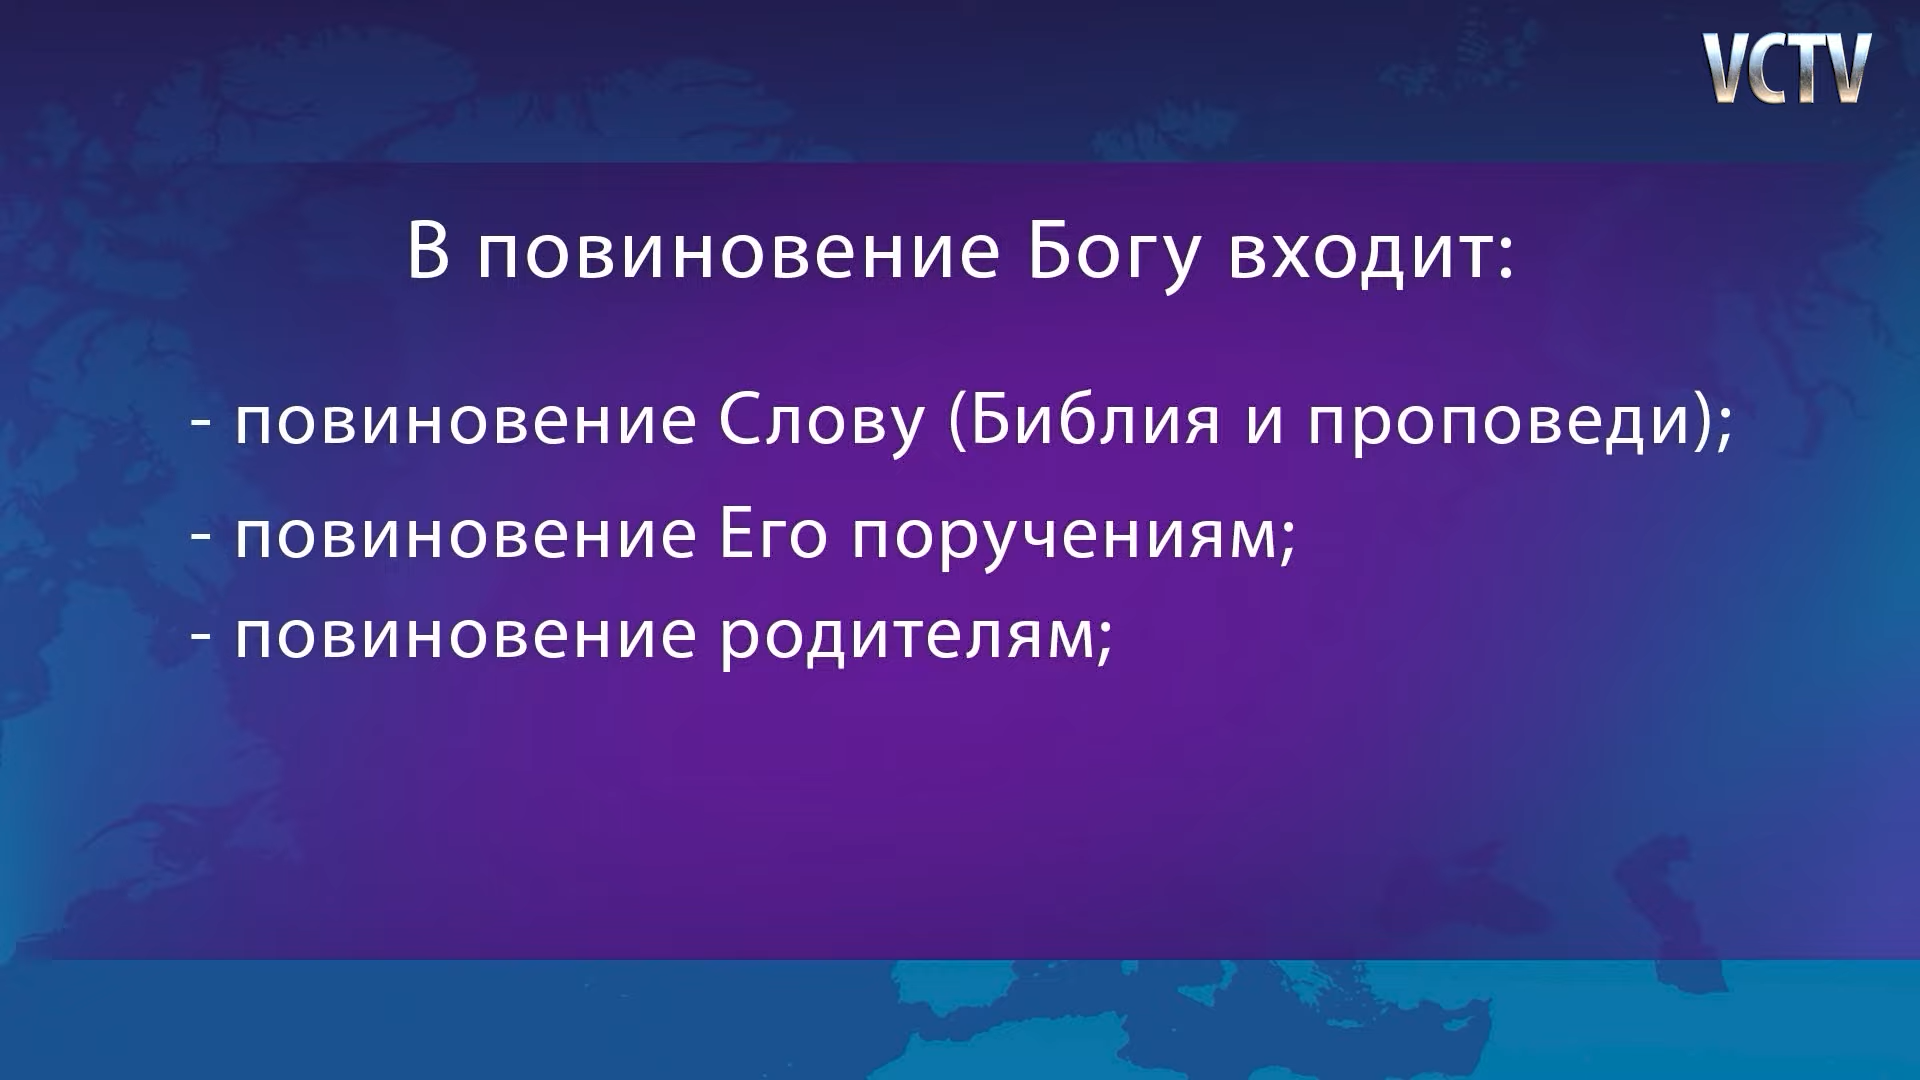 VCTV
В повиновение Богу входит:
- повиновение Слову (Библия и проповеди);
- повиновение Его поручениям;
- повиновение родителям;